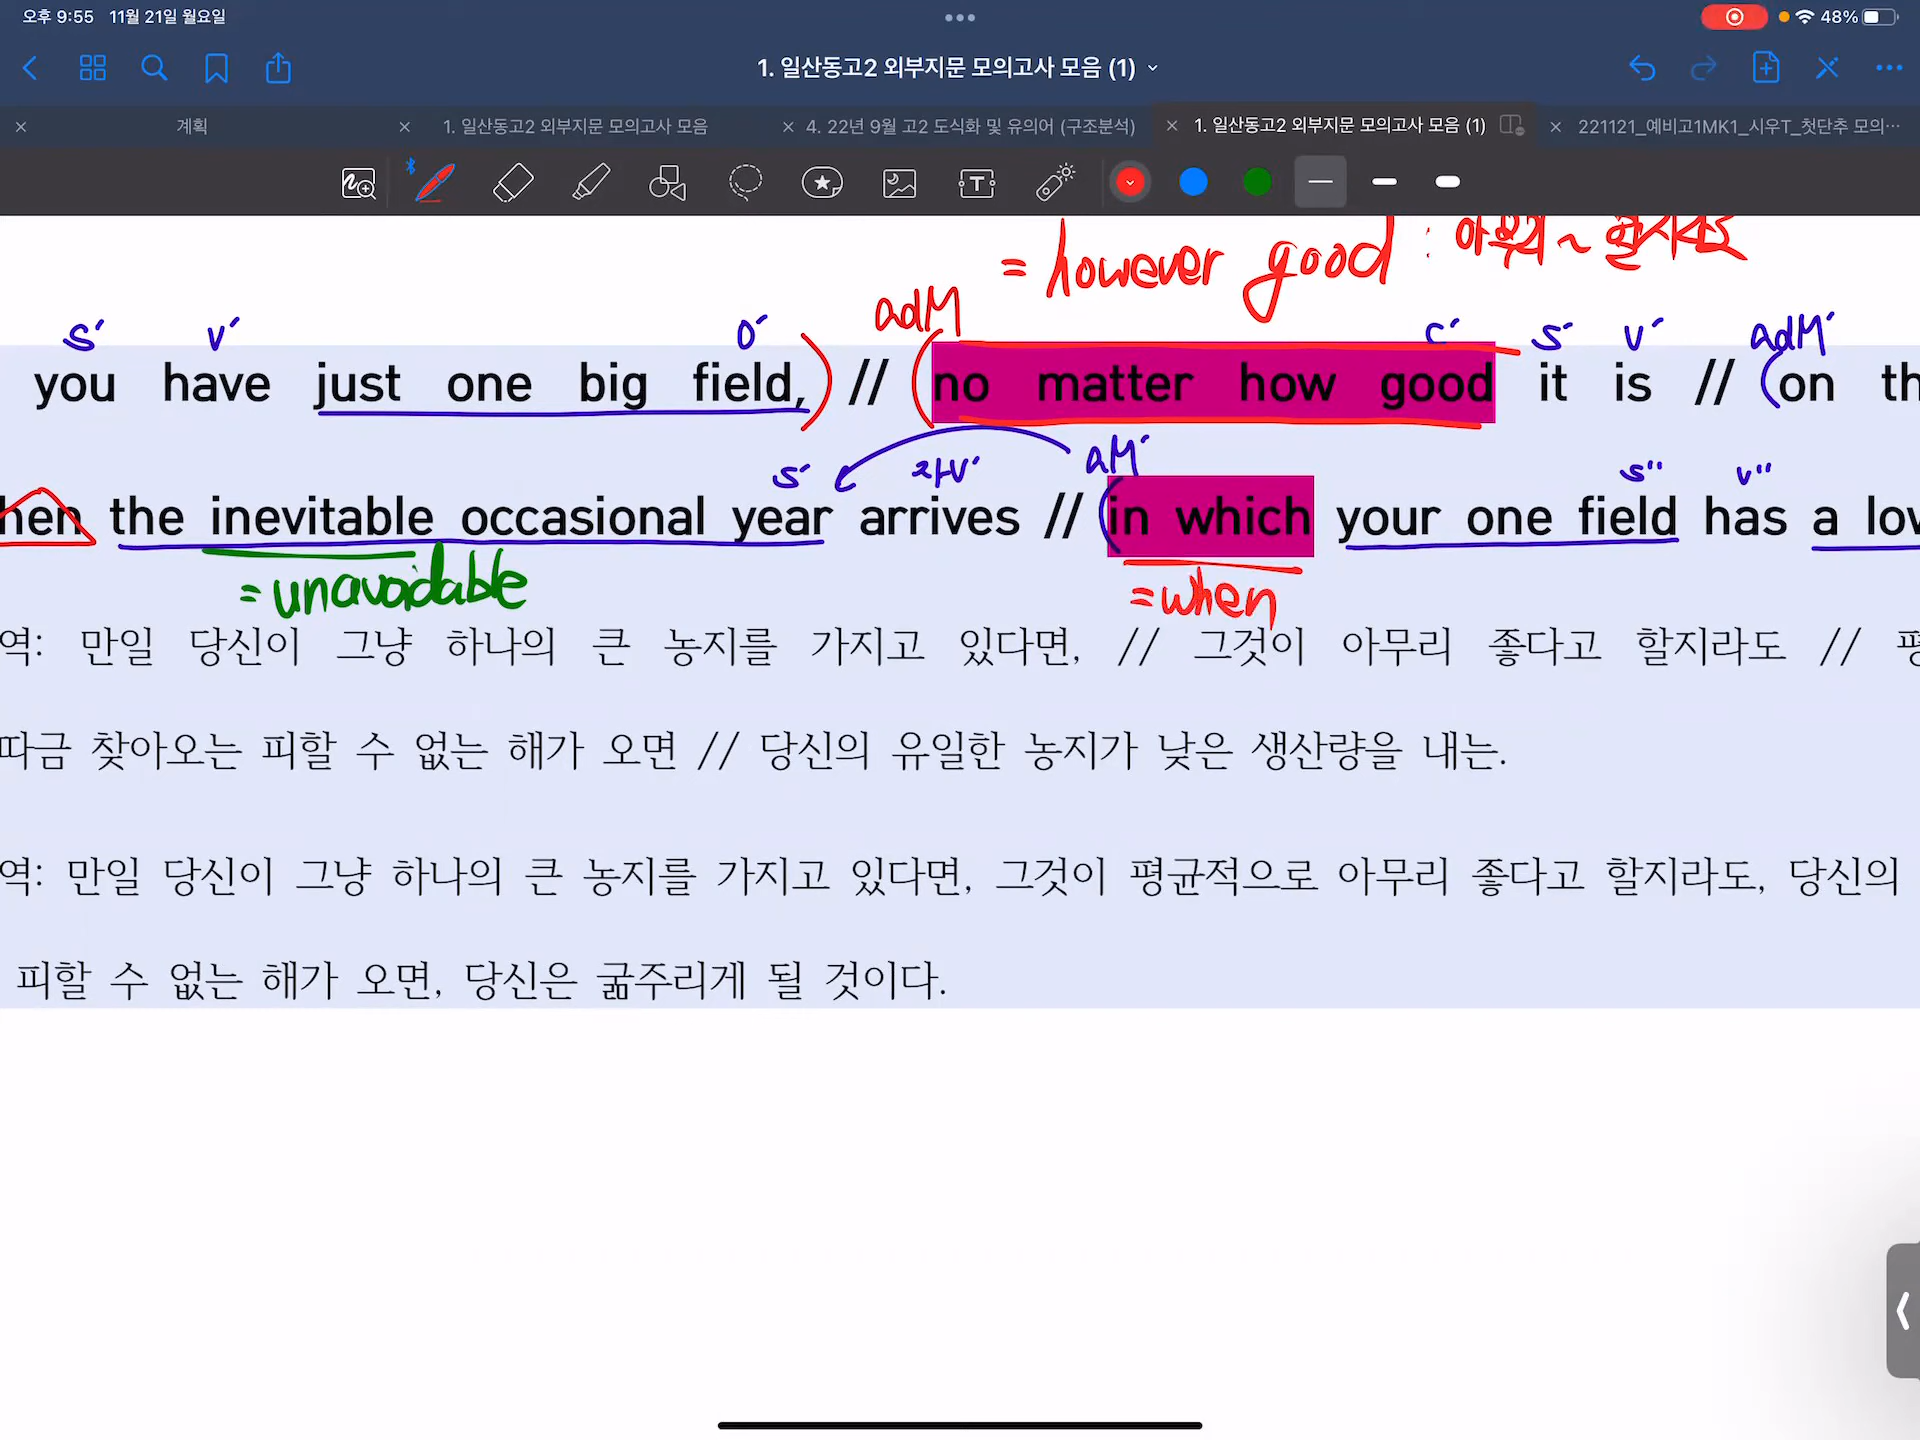 오후 9:55 11월 21일 월요일
48%
1. 일산동고2 외부지문 모의고사 모음 (1)
계획
1. 일산동고2 외부지문 모의고사 모음
4. 22년 9월 고2 도식화 및 유의어 (구조분석)
1. 일산동고2 외부지문 모의고사 모음 (1)
221121_예비고1MK1_시우T_첫단추 모의…
= however good : 아무리 ~ 할지라도
adM
S′ V′ O′ C′ S′ V′ adM′
you have just one big field,) // (no matter how good it is // (on th
S′ 자V′ aM′ S″ V″
hen the inevitable occasional year arrives // (in which your one field has a low
= unavoidable =when
역: 만일 당신이 그냥 하나의 큰 농지를 가지고 있다면, // 그것이 아무리 좋다고 할지라도 //
따금 찾아오는 피할 수 없는 해가 오면 // 당신의 유일한 농지가 낮은 생산량을 내는.
역: 만일 당신이 그냥 하나의 큰 농지를 가지고 있다면, 그것이 평균적으로 아무리 좋다고 할지라도, 당신의
피할 수 없는 해가 오면, 당신은 굶주리게 될 것이다.